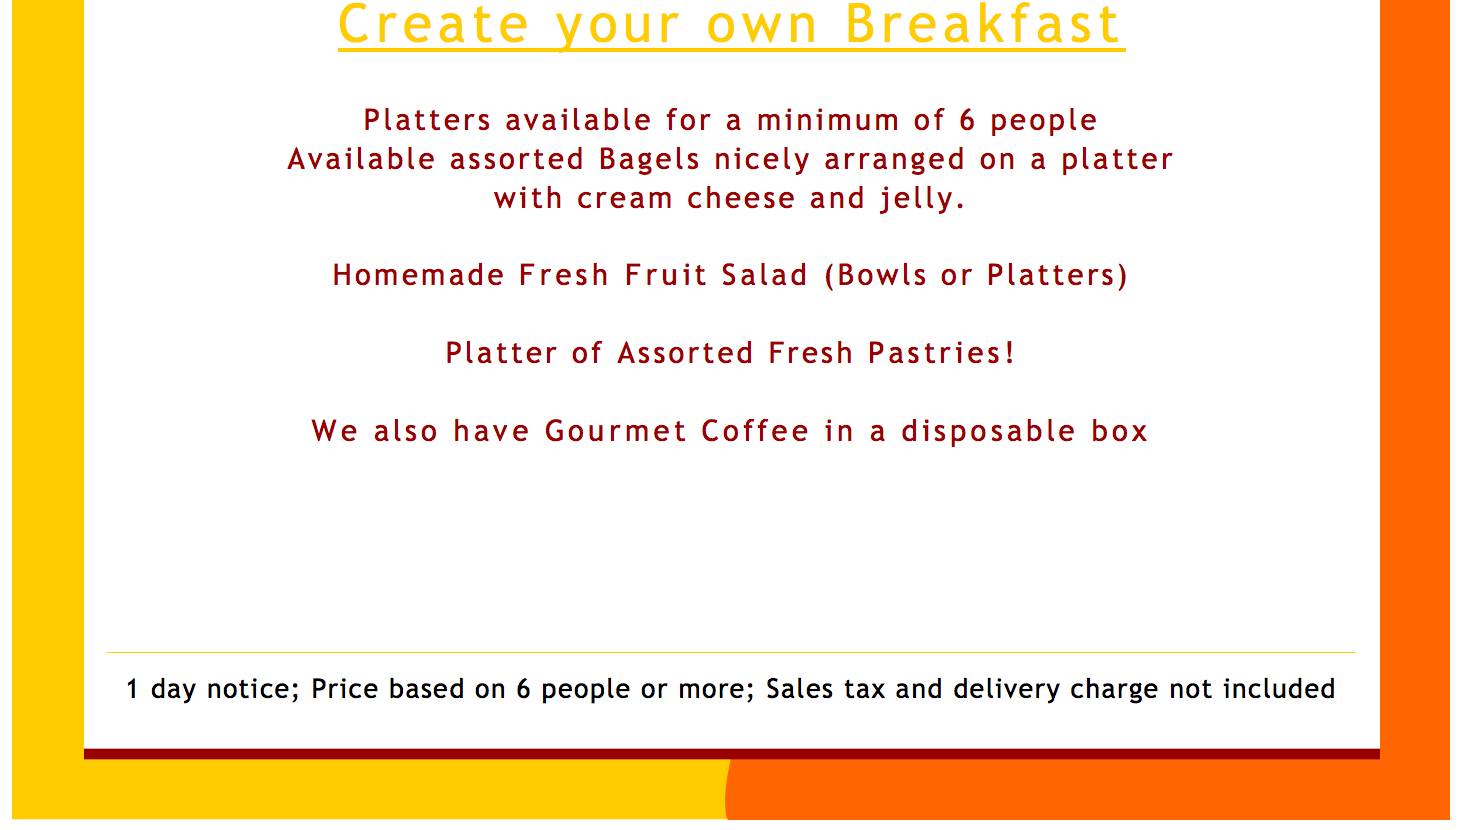 Create your own Breakfast
Platters available for a minimum of 6 people
Available assorted Bagels nicely arranged on a platter
with cream cheese and jelly.
Homemade Fresh Fruit Salad (Bowls or Platters)
Platter of Assorted Fresh Pastries!
We also have Gourmet Coffee in a disposable box
1 day notice; Price based on 6 people or more; Sales tax and delivery charge not included